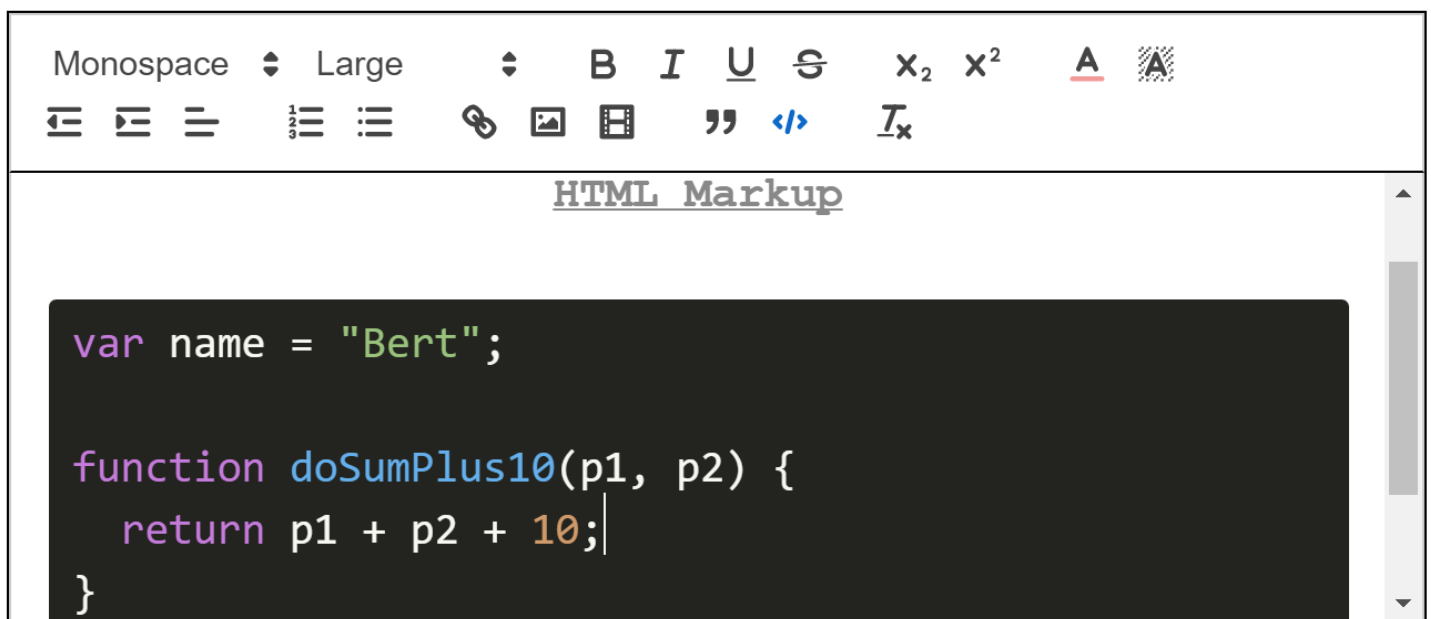 Monospace Large B I U S x₂ x² A A
HTML Markup
var name = "Bert";
function doSumPlus10(p1, p2) {
  return p1 + p2 + 10;
}